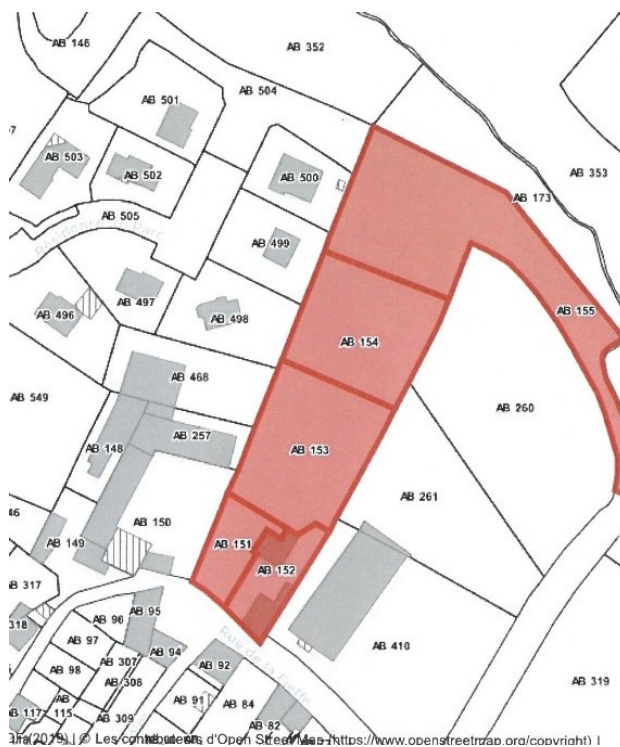 AB 146
AB 352
AB 504
AB 501
AB 503
AB 502
AB 353
AB 500
AB 173
AB 505
AB 499
AB 155
AB 497
AB 496
AB 498
AB 154
AB 468
AB 549
AB 260
AB 257
AB 148
AB 153
AB 261
AB 150
AB 151
AB 149
AB 152
AB 317
AB 96
AB 95
AB 410
318
AB 97
AB 307
AB 94
Rue de la
AB 92
AB 98
AB 308
AB 319
AB
AB 91
AB 84
AB 117
115
AB 309
AB 82
(2019) | © Les contributeurs d'Open Street Map (https://www.openstreetmap.org/copyright) |